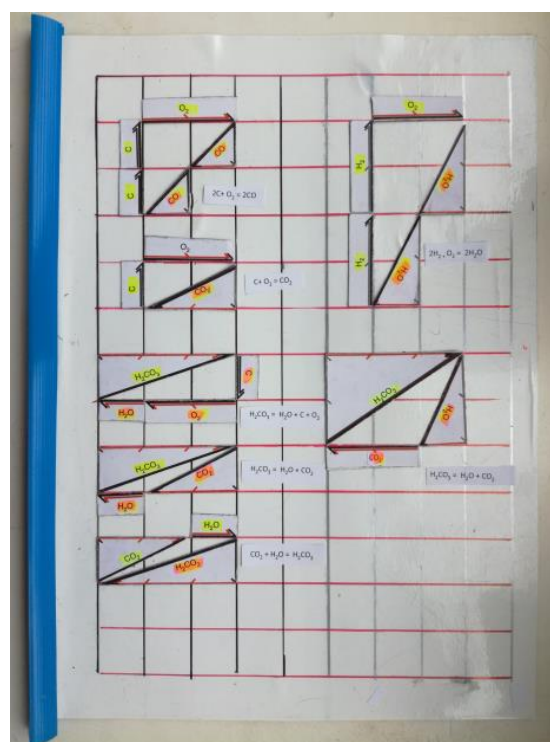 O₂
C
CO
C
CO
2C+ O₂ = 2CO
O₂
C
CO₂
C+ O₂ = CO₂
H₂CO₃
C
H₂O
O₂
H₂CO₃ = H₂O + C + O₂
H₂CO₃
CO₂
H₂O
H₂CO₃ = H₂O + CO₂
H₂O
CO₂
H₂CO₃
CO₂ + H₂O = H₂CO₃
O₂
H₂
H₂O
H₂
H₂O
2H₂ , O₂ = 2H₂O
H₂CO₃
H₂O
CO₂
H₂CO₃ = H₂O + CO₂